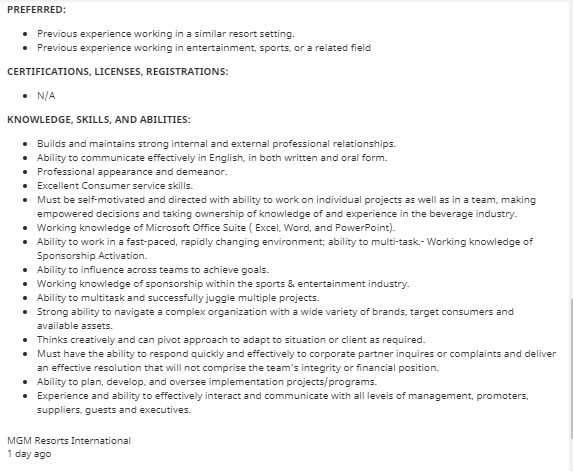 PREFERRED:
• Previous experience working in a similar resort setting.
• Previous experience working in entertainment, sports, or a related field
CERTIFICATIONS, LICENSES, REGISTRATIONS:
• N/A
KNOWLEDGE, SKILLS, AND ABILITIES:
• Builds and maintains strong internal and external professional relationships.
• Ability to communicate effectively in English, in both written and oral form.
• Professional appearance and demeanor.
• Excellent Consumer service skills.
• Must be self-motivated and directed with ability to work on individual projects as well as in a team, making
empowered decisions and taking ownership of knowledge of and experience in the beverage industry.
• Working knowledge of Microsoft Office Suite ( Excel, Word, and PowerPoint).
• Ability to work in a fast-paced, rapidly changing environment; ability to multi-task.- Working knowledge of
Sponsorship Activation.
• Ability to influence across teams to achieve goals.
• Working knowledge of sponsorship within the sports & entertainment industry.
• Ability to multitask and successfully juggle multiple projects.
• Strong ability to navigate a complex organization with a wide variety of brands, target consumers and
available assets.
• Thinks creatively and can pivot approach to adapt to situation or client as required.
• Must have the ability to respond quickly and effectively to corporate partner inquires or complaints and deliver
an effective resolution that will not comprise the team's integrity or financial position.
• Ability to plan, develop, and oversee implementation projects/programs.
• Experience and ability to effectively interact and communicate with all levels of management, promoters,
suppliers, guests and executives.
MGM Resorts International
1 day ago